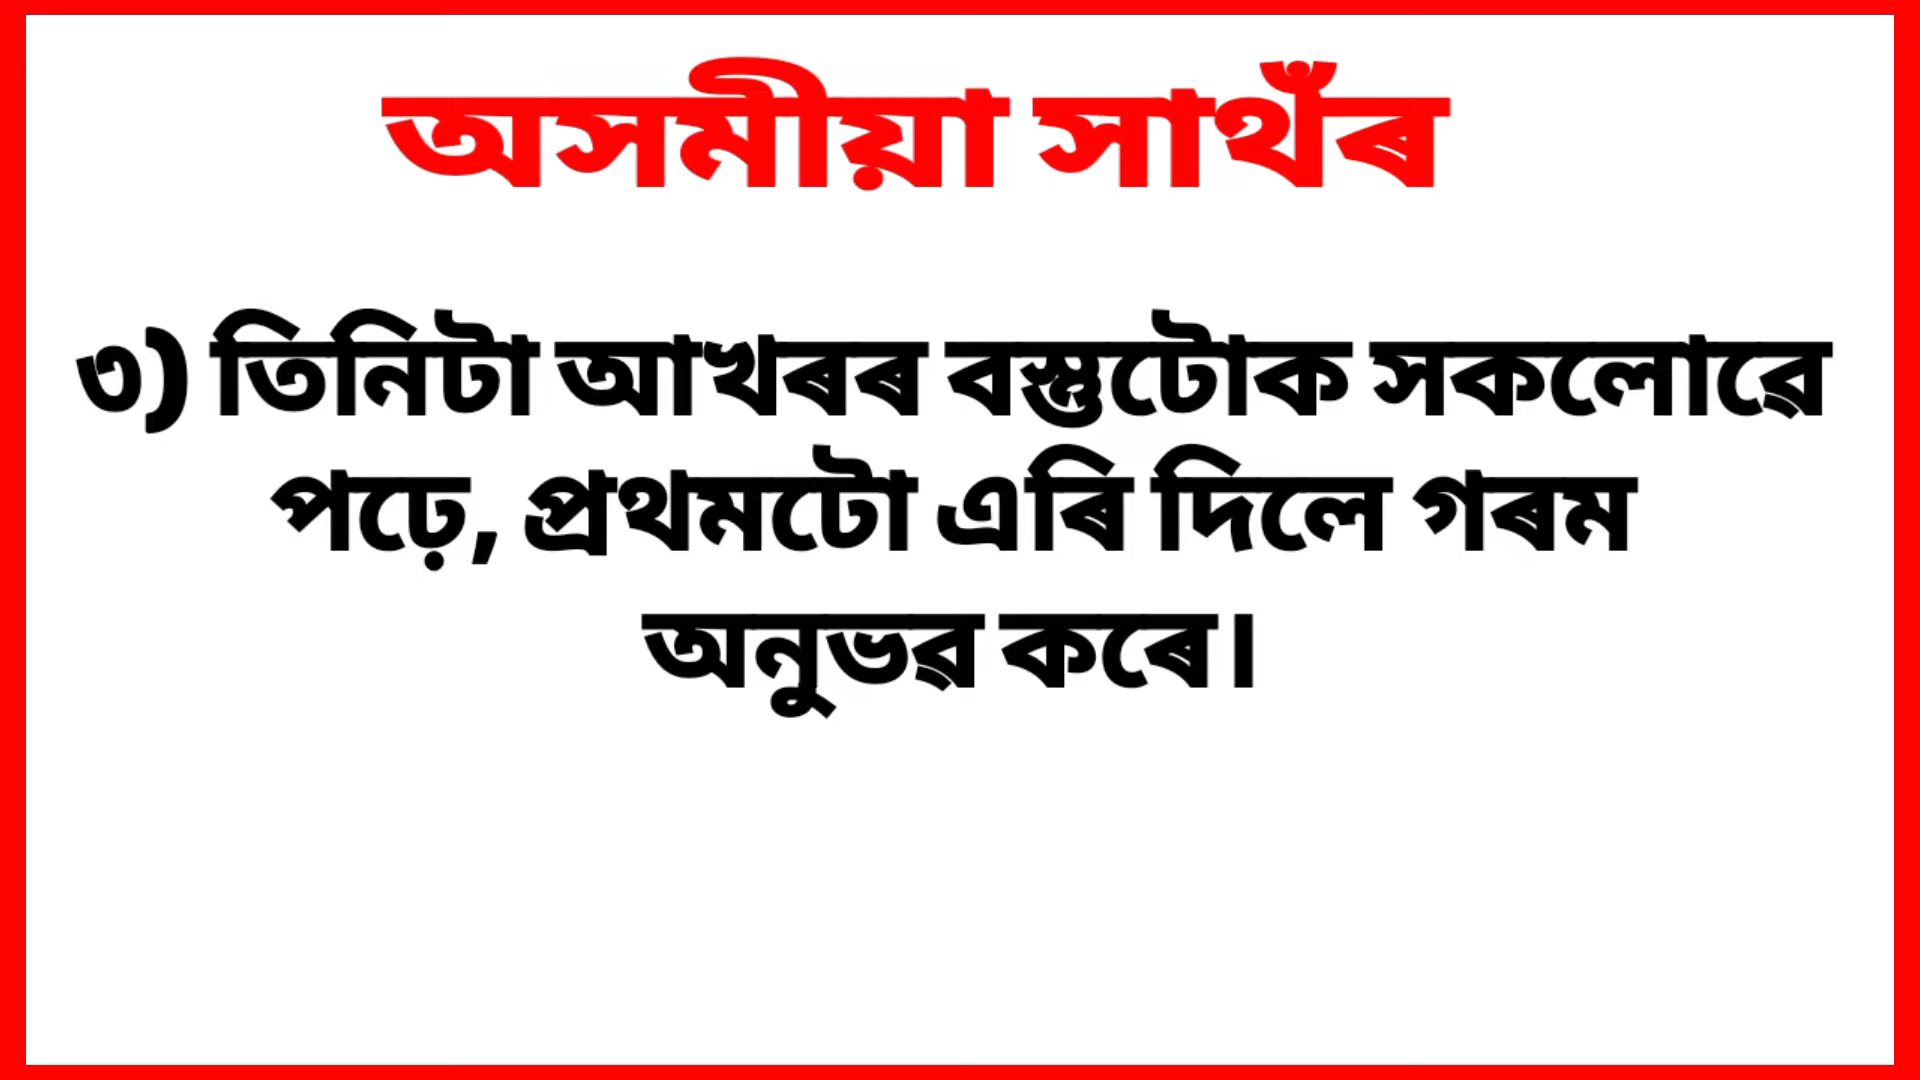 অসমীয়া সাথঁৰ
৩) তিনিটা আখৰৰ বস্তুটোক সকলোৱে
পঢ়ে, প্ৰথমটো এৰি দিলে গৰম
অনুভৱ কৰে।